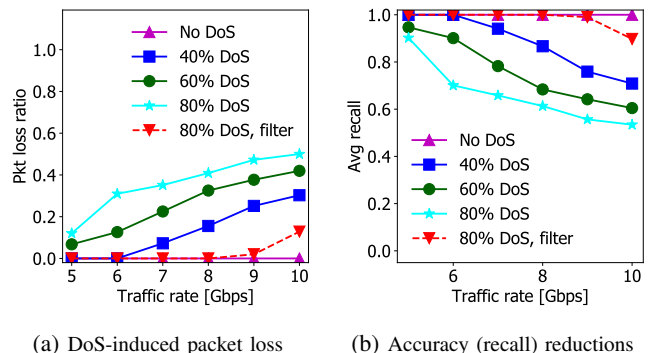 Pkt loss ratio
1.0
0.8
0.6
0.4
0.2
0.0
No DoS
40% DoS
60% DoS
80% DoS
80% DoS, filter
5 6 7 8 9 10
Traffic rate [Gbps]
(a) DoS-induced packet loss
Avg recall
1.0
0.8
0.6
0.4
0.2
0.0
No DoS
40% DoS
60% DoS
80% DoS
80% DoS, filter
6 8 10
Traffic rate [Gbps]
(b) Accuracy (recall) reductions